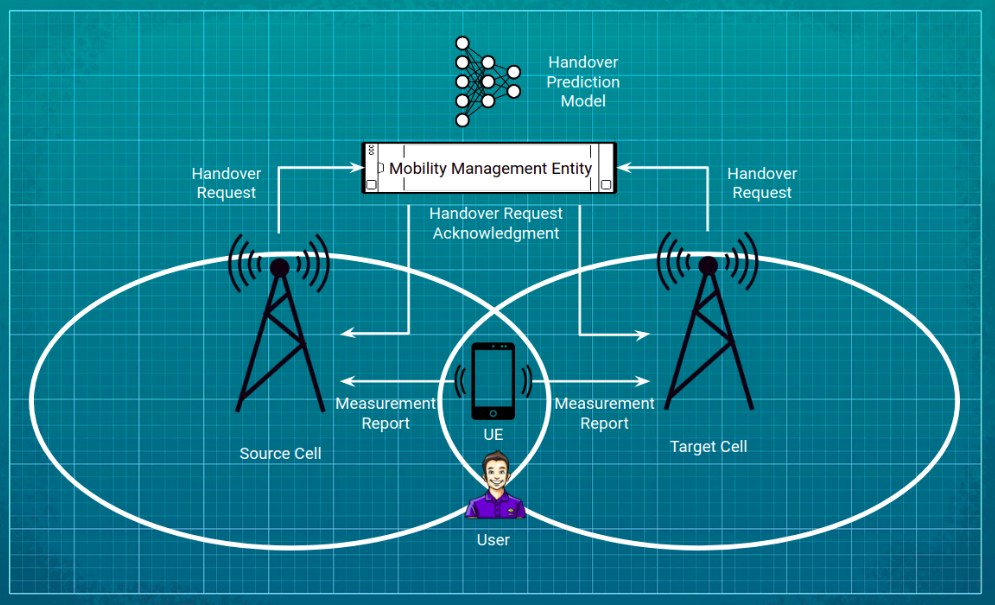 Handover
Prediction
Model
Mobility Management Entity
Handover
Request
Handover
Request
Handover Request
Acknowledgment
Measurement
Report
Measurement
Report
UE
Source Cell
Target Cell
User